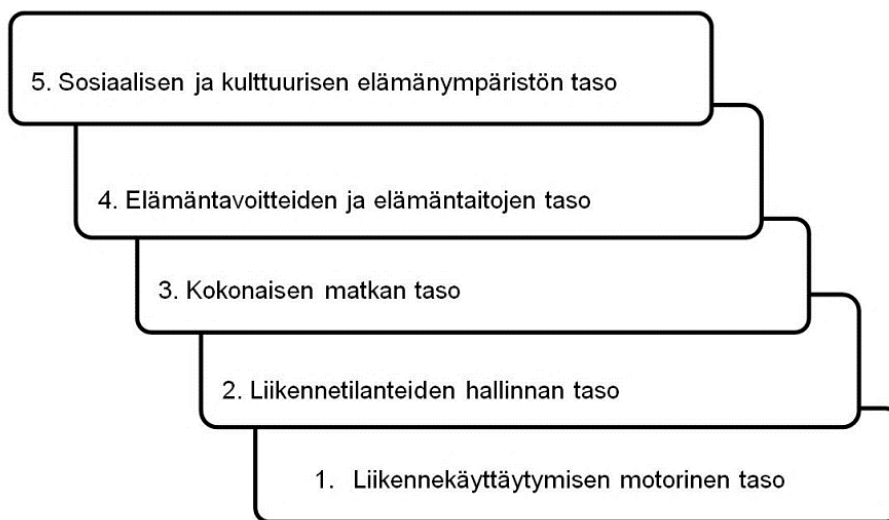 5. Sosiaalisen ja kulttuurisen elämänympäristön taso
4. Elämäntavoitteiden ja elämäntaitojen taso
3. Kokonaisen matkan taso
2. Liikennetilanteiden hallinnan taso
1. Liikennekäyttäytymisen motorinen taso